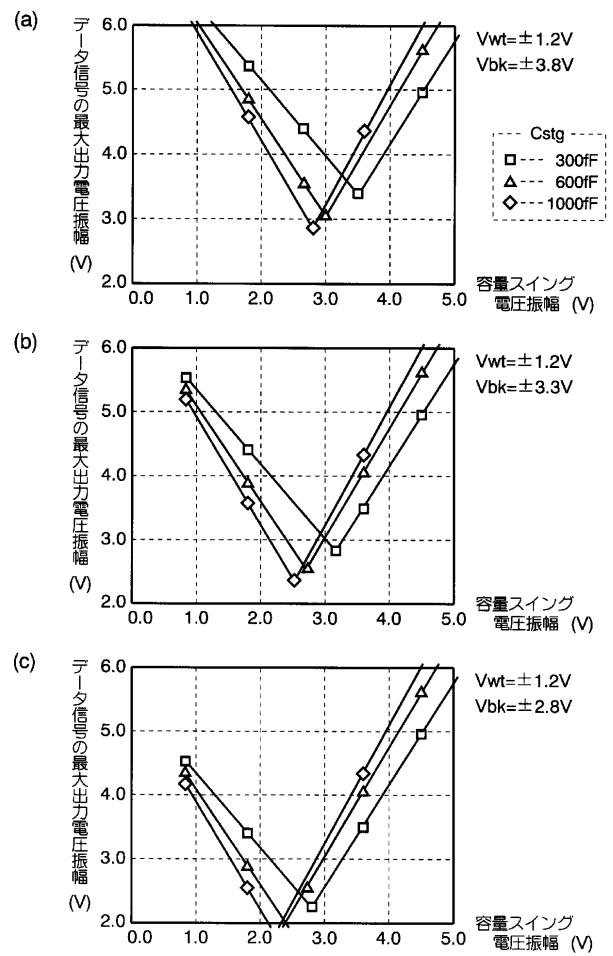 (a)
データ信号の最大出力電圧振幅
(V)
6.0
5.0
4.0
3.0
2.0
0.0 1.0 2.0 3.0 4.0 5.0
容量スイング
電圧振幅 (V)
Vwt=±1.2V
Vbk=±3.8V
Cstg
300fF
600fF
1000fF
(b)
データ信号の最大出力電圧振幅
(V)
6.0
5.0
4.0
3.0
2.0
0.0 1.0 2.0 3.0 4.0 5.0
容量スイング
電圧振幅 (V)
Vwt=±1.2V
Vbk=±3.3V
(c)
データ信号の最大出力電圧振幅
(V)
6.0
5.0
4.0
3.0
2.0
0.0 1.0 2.0 3.0 4.0 5.0
容量スイング
電圧振幅 (V)
Vwt=±1.2V
Vbk=±2.8V